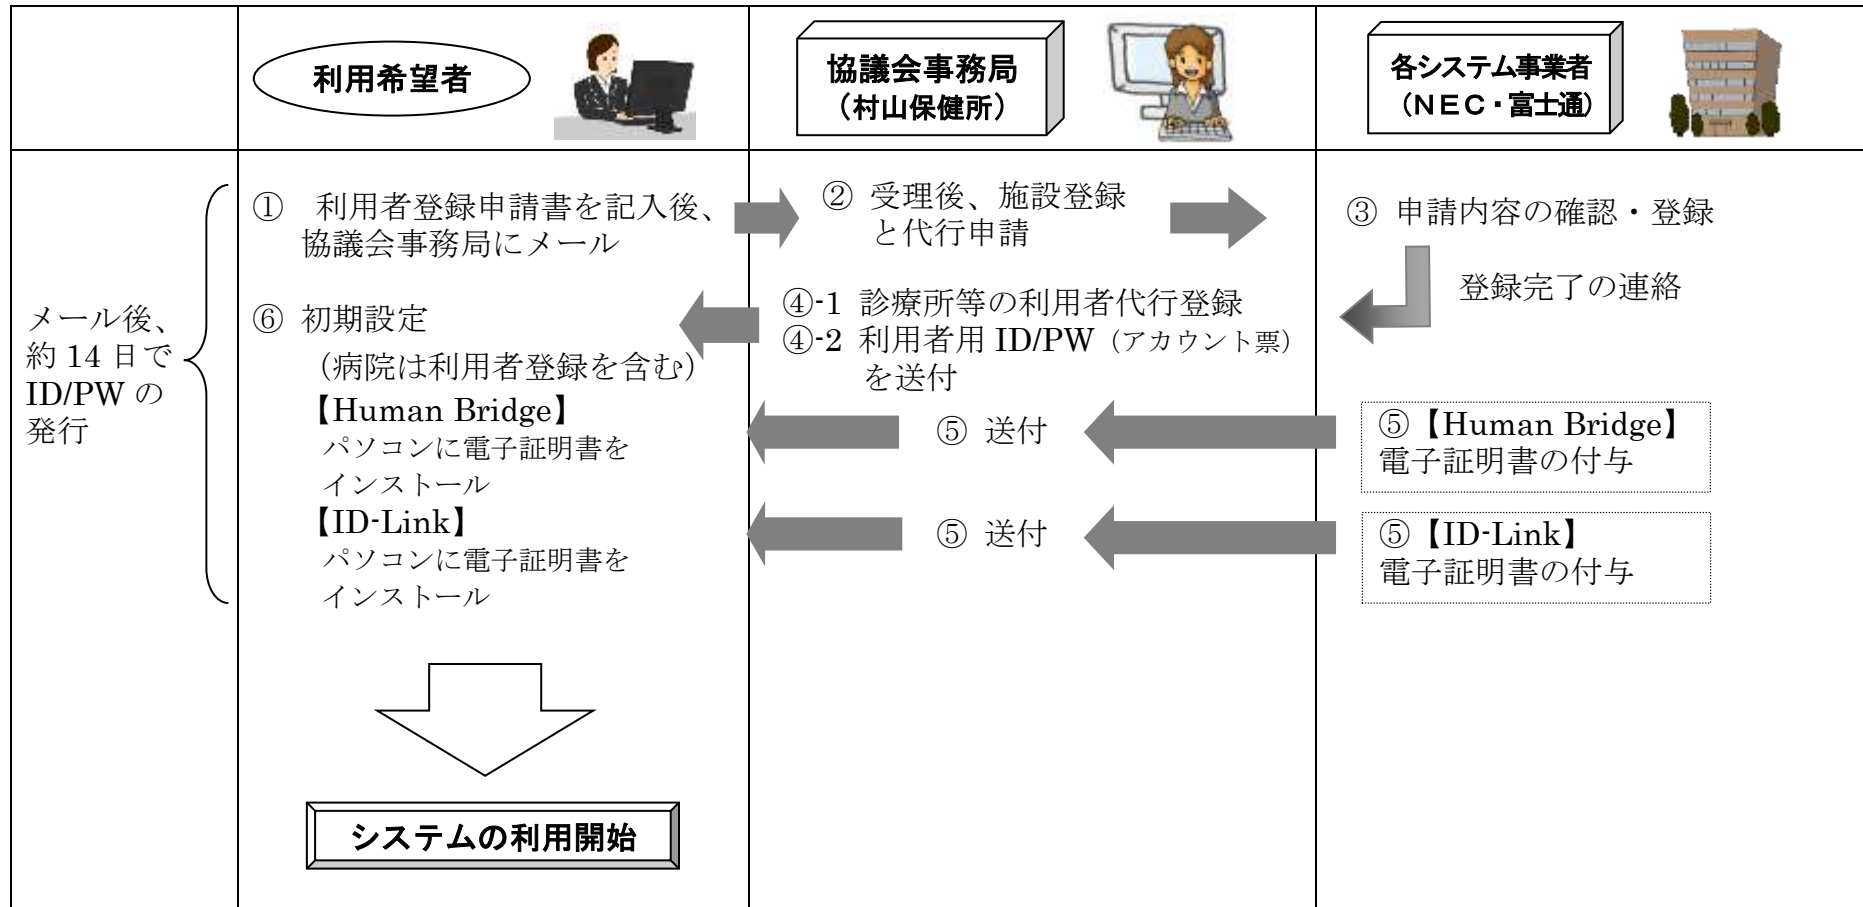 利用希望者
協議会事務局
(村山保健所)
各システム事業者
(NEC・富士通)
メール後、
約 14 日で
ID/PW の
発行
① 利用者登録申請書を記入後、
協議会事務局にメール
② 受理後、施設登録
と代行申請
③ 申請内容の確認・登録
登録完了の連絡
④-1 診療所等の利用者代行登録
④-2 利用者用 ID/PW(アカウント票)
を送付
⑥ 初期設定
(病院は利用者登録を含む)
【Human Bridge】
パソコンに電子証明書を
インストール
【ID-Link】
パソコンに電子証明書を
インストール
⑤ 送付
⑤【Human Bridge】
電子証明書の付与
⑤ 送付
⑤【ID-Link】
電子証明書の付与
システムの利用開始